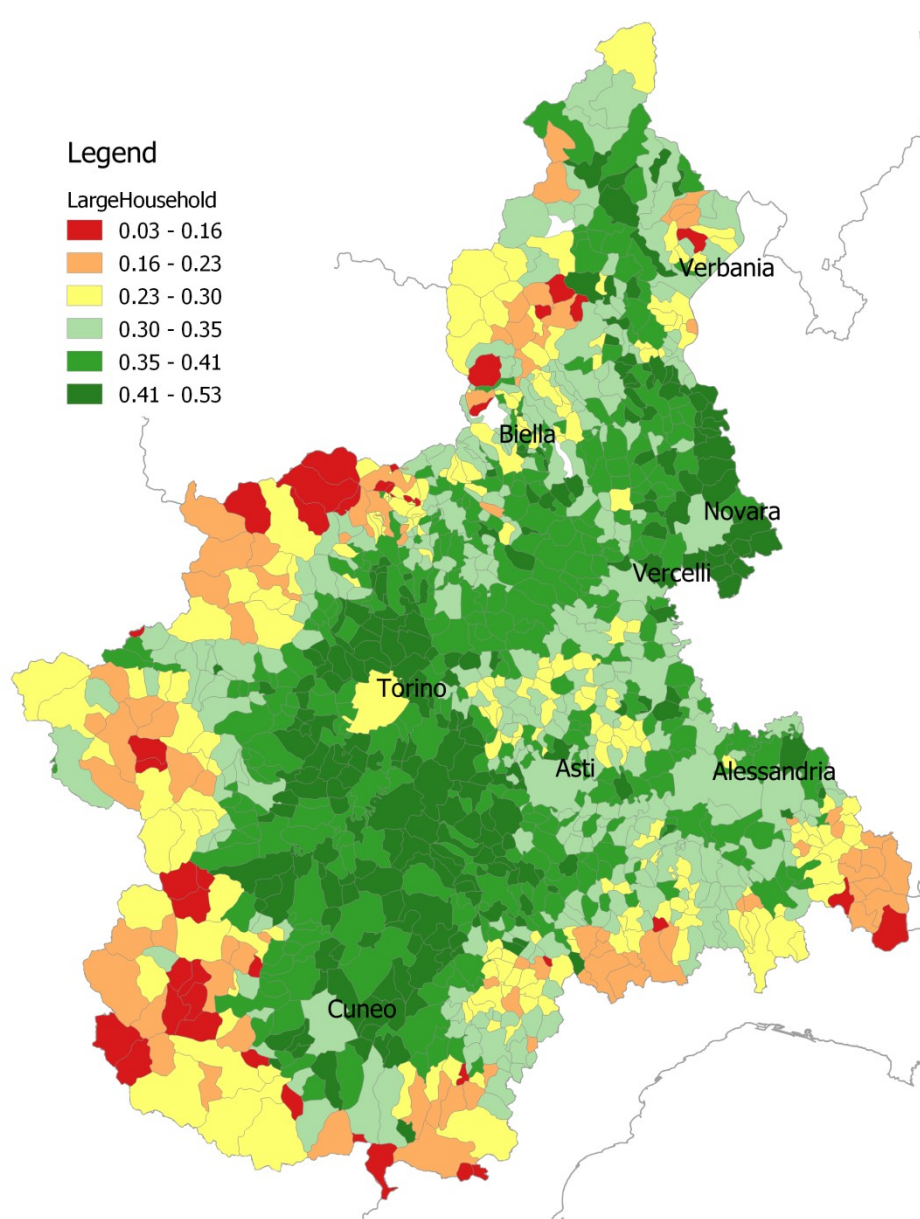 Legend
LargeHousehold
0.03 - 0.16
0.16 - 0.23
0.23 - 0.30
0.30 - 0.35
0.35 - 0.41
0.41 - 0.53
Verbania
Biella
Novara
Vercelli
Torino
Asti
Alessandria
Cuneo